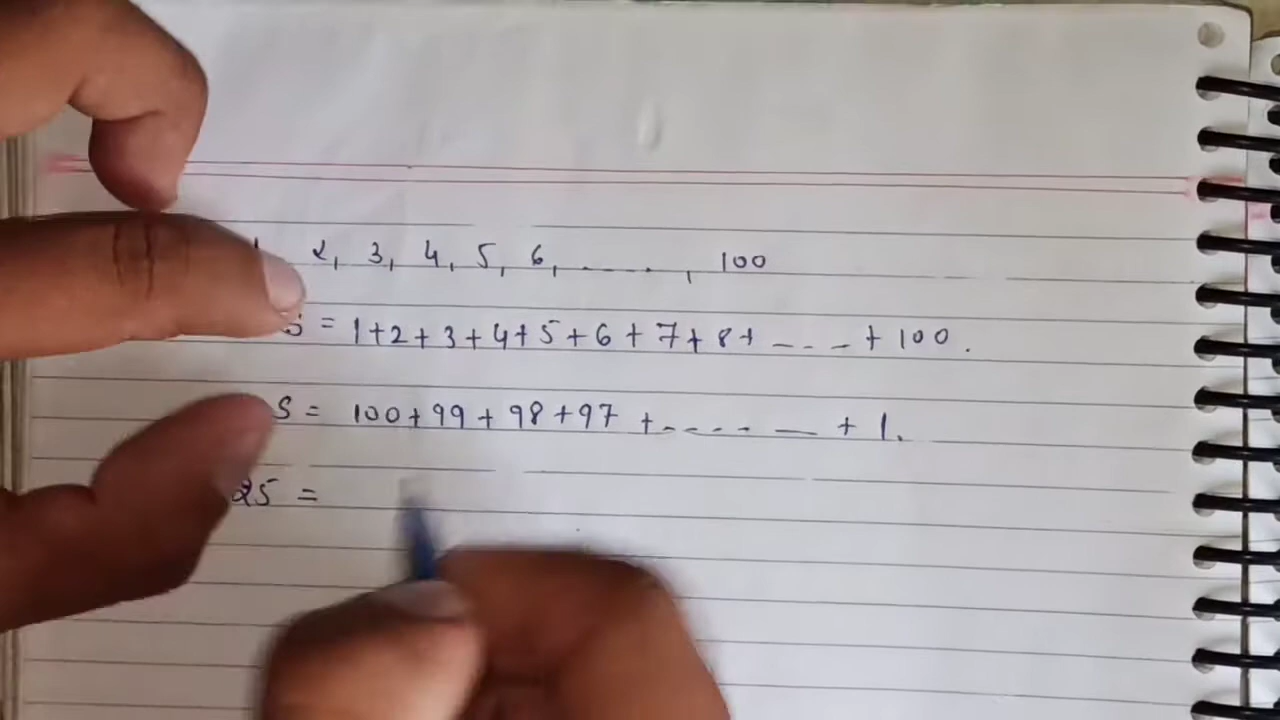 2, 3, 4, 5, 6, ....., 100
S = 1+2+3+4+5+6+7+8+ ---- + 100.
S = 100+99+98+97 +------ + 1.
2S =